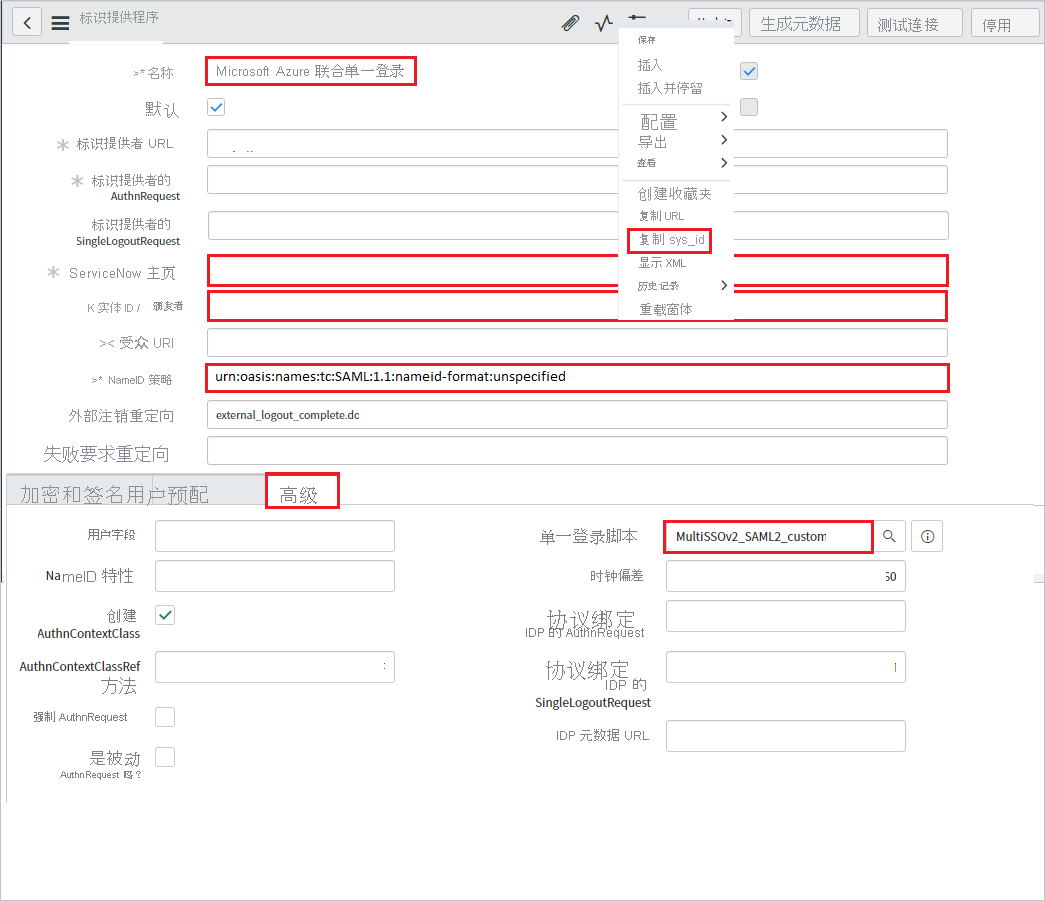 标识提供程序
生成元数据
测试连接
停用
保存
插入
插入并停留
配置
导出
查看
创建收藏夹
复制 URL
复制 sys_id
显示 XML
历史记录
重载窗体
>* 名称
Microsoft Azure 联合单一登录
默认
* 标识提供者 URL
* 标识提供者的
AuthnRequest
标识提供者的
SingleLogoutRequest
* ServiceNow 主页
K 实体 ID / 颁发者
>< 受众 URI
>* NameID 策略
urn:oasis:names:tc:SAML:1.1:nameid-format:unspecified
外部注销重定向
external_logout_complete.do
失败要求重定向
加密和签名用户预配
高级
用户字段
单一登录脚本
MultiSSOv2_SAML2_custom
NameID 特性
时钟偏差
60
创建
AuthnContextClass
协议绑定
IDP 的 AuthnRequest
AuthnContextClassRef
方法
:
协议绑定
IDP 的
SingleLogoutRequest
强制 AuthnRequest
IDP 元数据 URL
是被动
AuthnRequest 吗？